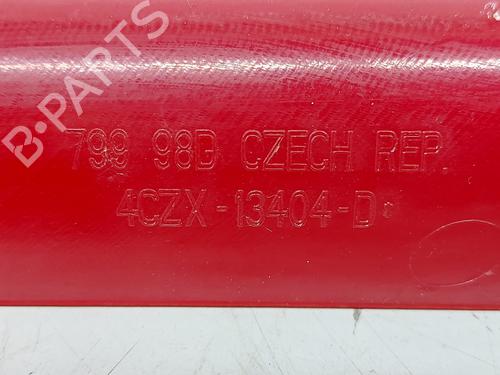 B-PARTS
799 98D CZECH REP.
4CZX-13404-D